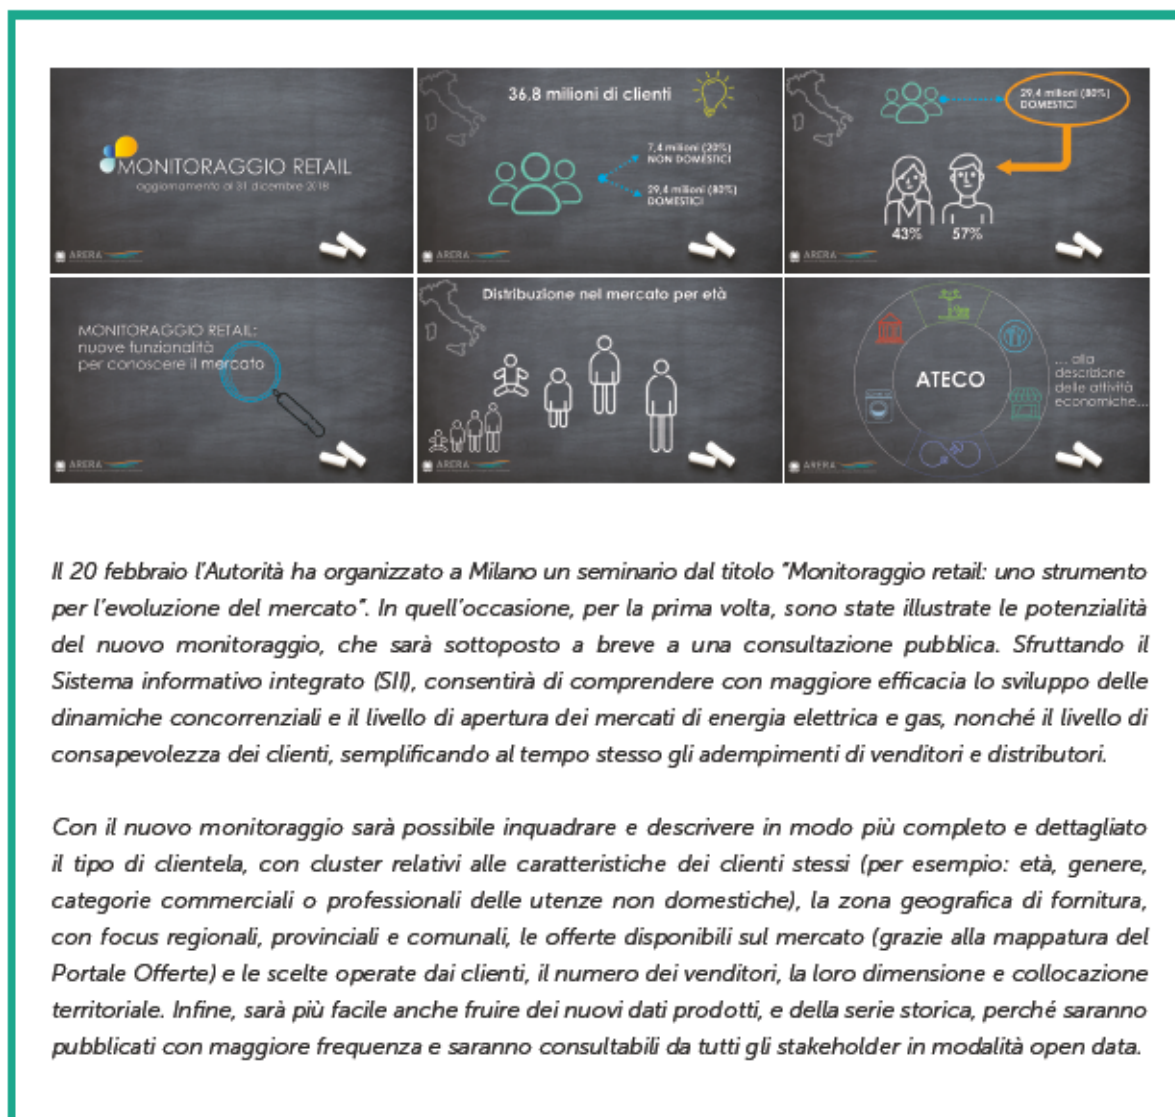 MONITORAGGIO RETAIL
aggiornamento al 31 dicembre 2018
ARERA
36,8 milioni di clienti
7,4 milioni (20%)
NON DOMESTICI
29,4 milioni (80%)
DOMESTICI
ARERA
29,4 milioni (80%)
DOMESTICI
43% 57%
ARERA
MONITORAGGIO RETAIL:
nuove funzionalità
per conoscere il mercato
ARERA
Distribuzione nel mercato per età
ARERA
ATECO
... alla
descrizione
delle attività
economiche...
ARERA
Il 20 febbraio l'Autorità ha organizzato a Milano un seminario dal titolo "Monitoraggio retail: uno strumento
per l'evoluzione del mercato". In quell'occasione, per la prima volta, sono state illustrate le potenzialità
del nuovo monitoraggio, che sarà sottoposto a breve a una consultazione pubblica. Sfruttando il
Sistema informativo integrato (SII), consentirà di comprendere con maggiore efficacia lo sviluppo delle
dinamiche concorrenziali e il livello di apertura dei mercati di energia elettrica e gas, nonché il livello di
consapevolezza dei clienti, semplificando al tempo stesso gli adempimenti di venditori e distributori.
Con il nuovo monitoraggio sarà possibile inquadrare e descrivere in modo più completo e dettagliato
il tipo di clientela, con cluster relativi alle caratteristiche dei clienti stessi (per esempio: età, genere,
categorie commerciali o professionali delle utenze non domestiche), la zona geografica di fornitura,
con focus regionali, provinciali e comunali, le offerte disponibili sul mercato (grazie alla mappatura del
Portale Offerte) e le scelte operate dai clienti, il numero dei venditori, la loro dimensione e collocazione
territoriale. Infine, sarà più facile anche fruire dei nuovi dati prodotti, e della serie storica, perché saranno
pubblicati con maggiore frequenza e saranno consultabili da tutti gli stakeholder in modalità open data.